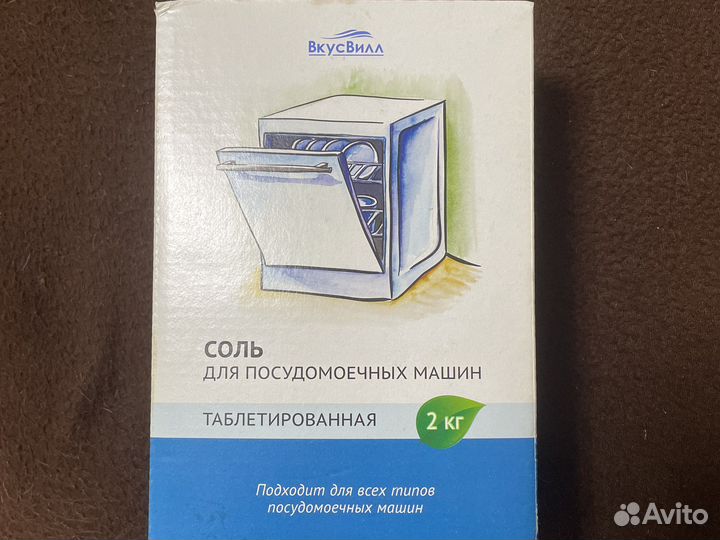 ВкусВилл
СОЛЬ
ДЛЯ ПОСУДОМОЕЧНЫХ МАШИН
ТАБЛЕТИРОВАННАЯ
2 кг
Подходит для всех типов
посудомоечных машин
Avito